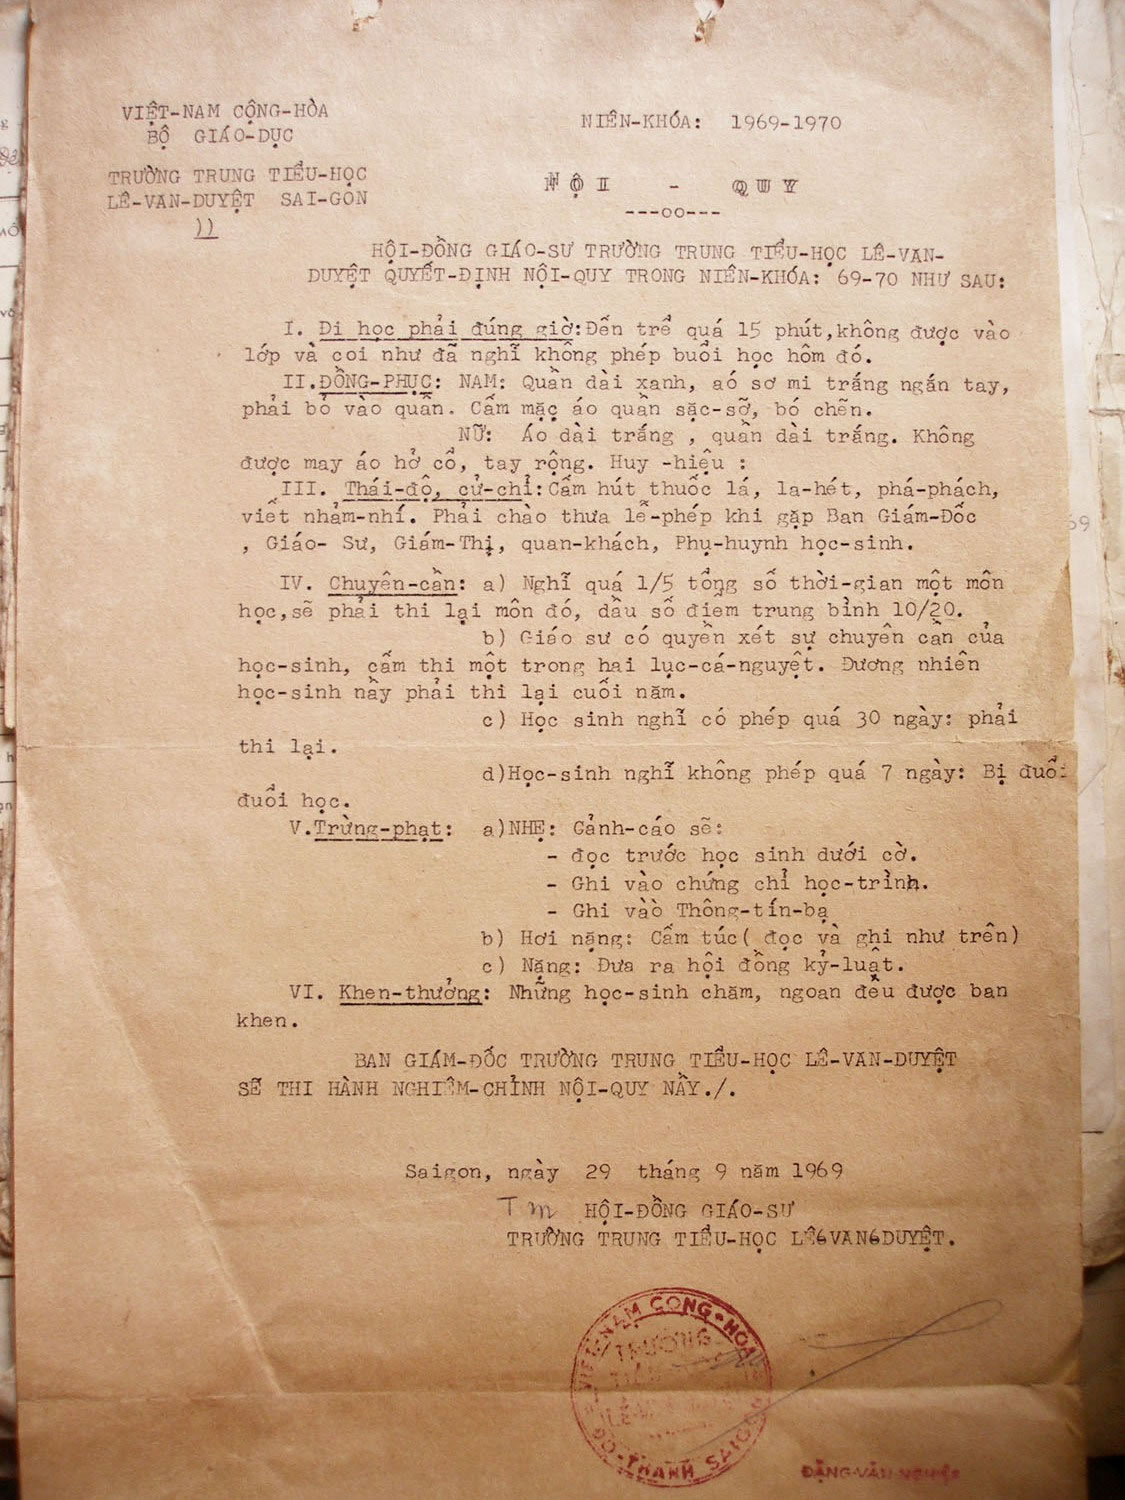 VIỆT-NAM CỘNG-HÒA
BỘ GIÁO-DỤC
TRƯỜNG TRUNG TIỂU-HỌC
LÊ-VAN-DUYỆT SAI-GON
))
NIÊN-KHÓA: 1969-1970
NỘI - QUY
---oo---
HỘI-ĐỒNG GIÁO-SƯ TRƯỜNG TRUNG TIỂU-HỌC LÊ-VAN-
DUYỆT QUYẾT-ĐỊNH NỘI-QUY TRONG NIÊN-KHÓA: 69-70 NHƯ SAU:
I. Đi học phải đúng giờ:Đến trể quá 15 phút,không được vào
lớp và coi như đã nghĩ không phép buổi học hôm đó.
II.ĐỒNG-PHỤC: NAM: Quần dài xanh, aó sơ mi trắng ngắn tay,
phải bỏ vào quần. Cấm mặc áo quần sặc-sỡ, bó chẽn.
NỮ: Áo dài trắng , quần dài trắng. Không
được may áo hở cổ, tay rộng. Huy -hiệu :
III. Thái-độ, cử-chỉ:Cấm hút thuốc lá, la-hét, phá-phách,
viết nhảm-nhí. Phải chào thưa lễ-phép khi gặp Ban Giám-Đốc
, Giáo- Sư, Giám-Thị, quan-khách, Phụ-huynh học-sinh.
IV. Chuyên-cần: a) Nghĩ quá 1/5 tổng số thời-gian một môn
học,sẽ phải thi lại môn đó, dầu số điểm trung bình 10/20.
b) Giáo sư có quyền xét sự chuyên cần của
học-sinh, cấm thi một trong hai lục-cá-nguyệt. Đương nhiên
học-sinh nầy phải thi lại cuối năm.
c) Học sinh nghĩ có phép quá 30 ngày: phải
thi lại.
d)Học-sinh nghĩ không phép quá 7 ngày: Bị đuổi
đuổi học.
V.Trừng-phạt: a)NHẸ: Cảnh-cáo sẽ:
- đọc trước học sinh dưới cờ.
- Ghi vào chứng chỉ học-trình.
- Ghi vào Thông-tín-bạ
b) Hơi nặng: Cấm túc( đọc và ghi như trên)
c) Nặng: Đưa ra hội đồng kỷ-luật.
VI. Khen-thưởng: Những học-sinh chăm, ngoan đều được ban
khen.
BAN GIÁM-ĐỐC TRƯỜNG TRUNG TIỂU-HỌC LÊ-VAN-DUYỆT
SẼ THI HÀNH NGHIÊM-CHỈNH NỘI-QUY NẦY./.
Saigon, ngày 29 tháng 9 năm 1969
Tm HỘI-ĐỒNG GIÁO-SƯ
TRƯỜNG TRUNG TIỂU-HỌC LÊ6VAN6DUYỆT.
VIỆT-NAM CỘNG-HÒA
TRƯỜNG
ĐÔ-THÀNH SAIGON
ĐẶNG-VĂN-NGHIỆP